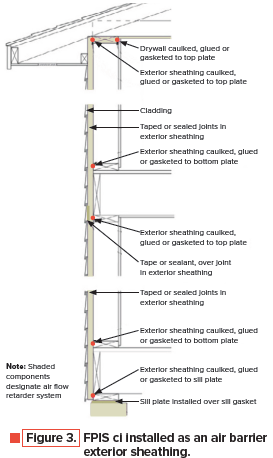 Drywall caulked, glued or
gasketed to top plate
Exterior sheathing caulked,
glued or gasketed to top plate
Cladding
Taped or sealed joints in
exterior sheathing
Exterior sheathing caulked, glued
or gasketed to bottom plate
Exterior sheathing caulked,
glued or gasketed to top plate
Tape or sealant, over joint
in exterior sheathing
Taped or sealed joints in
exterior sheathing
Exterior sheathing caulked, glued
or gasketed to bottom plate
Note: Shaded
components
designate air flow
retarder system
Exterior sheathing caulked, glued
or gasketed to sill plate
Sill plate installed over sill gasket
Figure 3. FPIS ci installed as an air barrier
exterior sheathing.